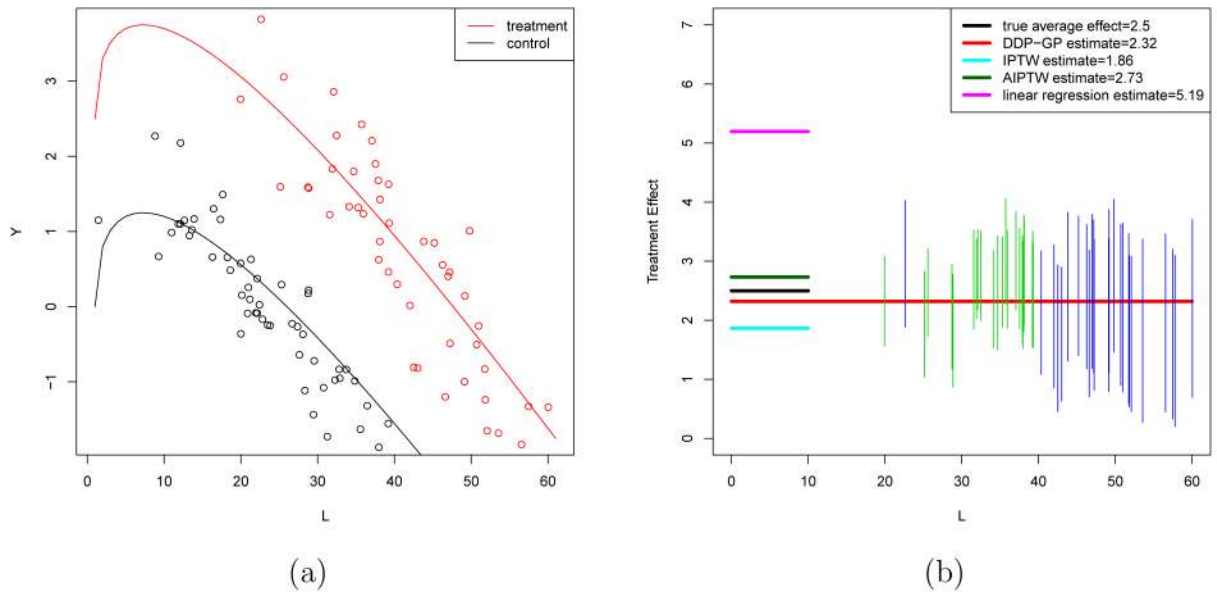 treatment
control
3
2
1
0
−1
Y
0 10 20 30 40 50 60
L
(a)
true average effect=2.5
DDP−GP estimate=2.32
IPTW estimate=1.86
AIPTW estimate=2.73
linear regression estimate=5.19
7
6
5
4
3
2
1
0
Treatment Effect
0 10 20 30 40 50 60
L
(b)